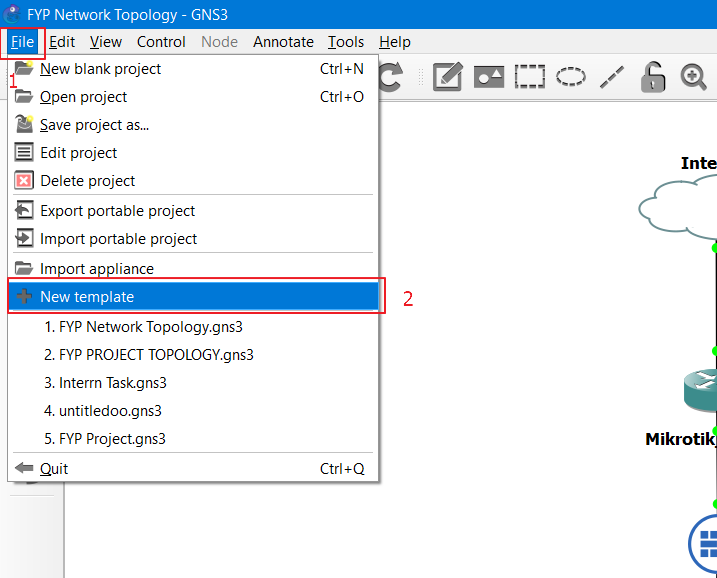 FYP Network Topology - GNS3
File Edit View Control Node Annotate Tools Help
1
New blank project Ctrl+N
Open project Ctrl+O
Save project as...
Edit project
Delete project
Export portable project
Import portable project
Import appliance
New template
2
1. FYP Network Topology.gns3
2. FYP PROJECT TOPOLOGY.gns3
3. Interrn Task.gns3
4. untitledoo.gns3
5. FYP Project.gns3
Quit Ctrl+Q
Inte
Mikrotik